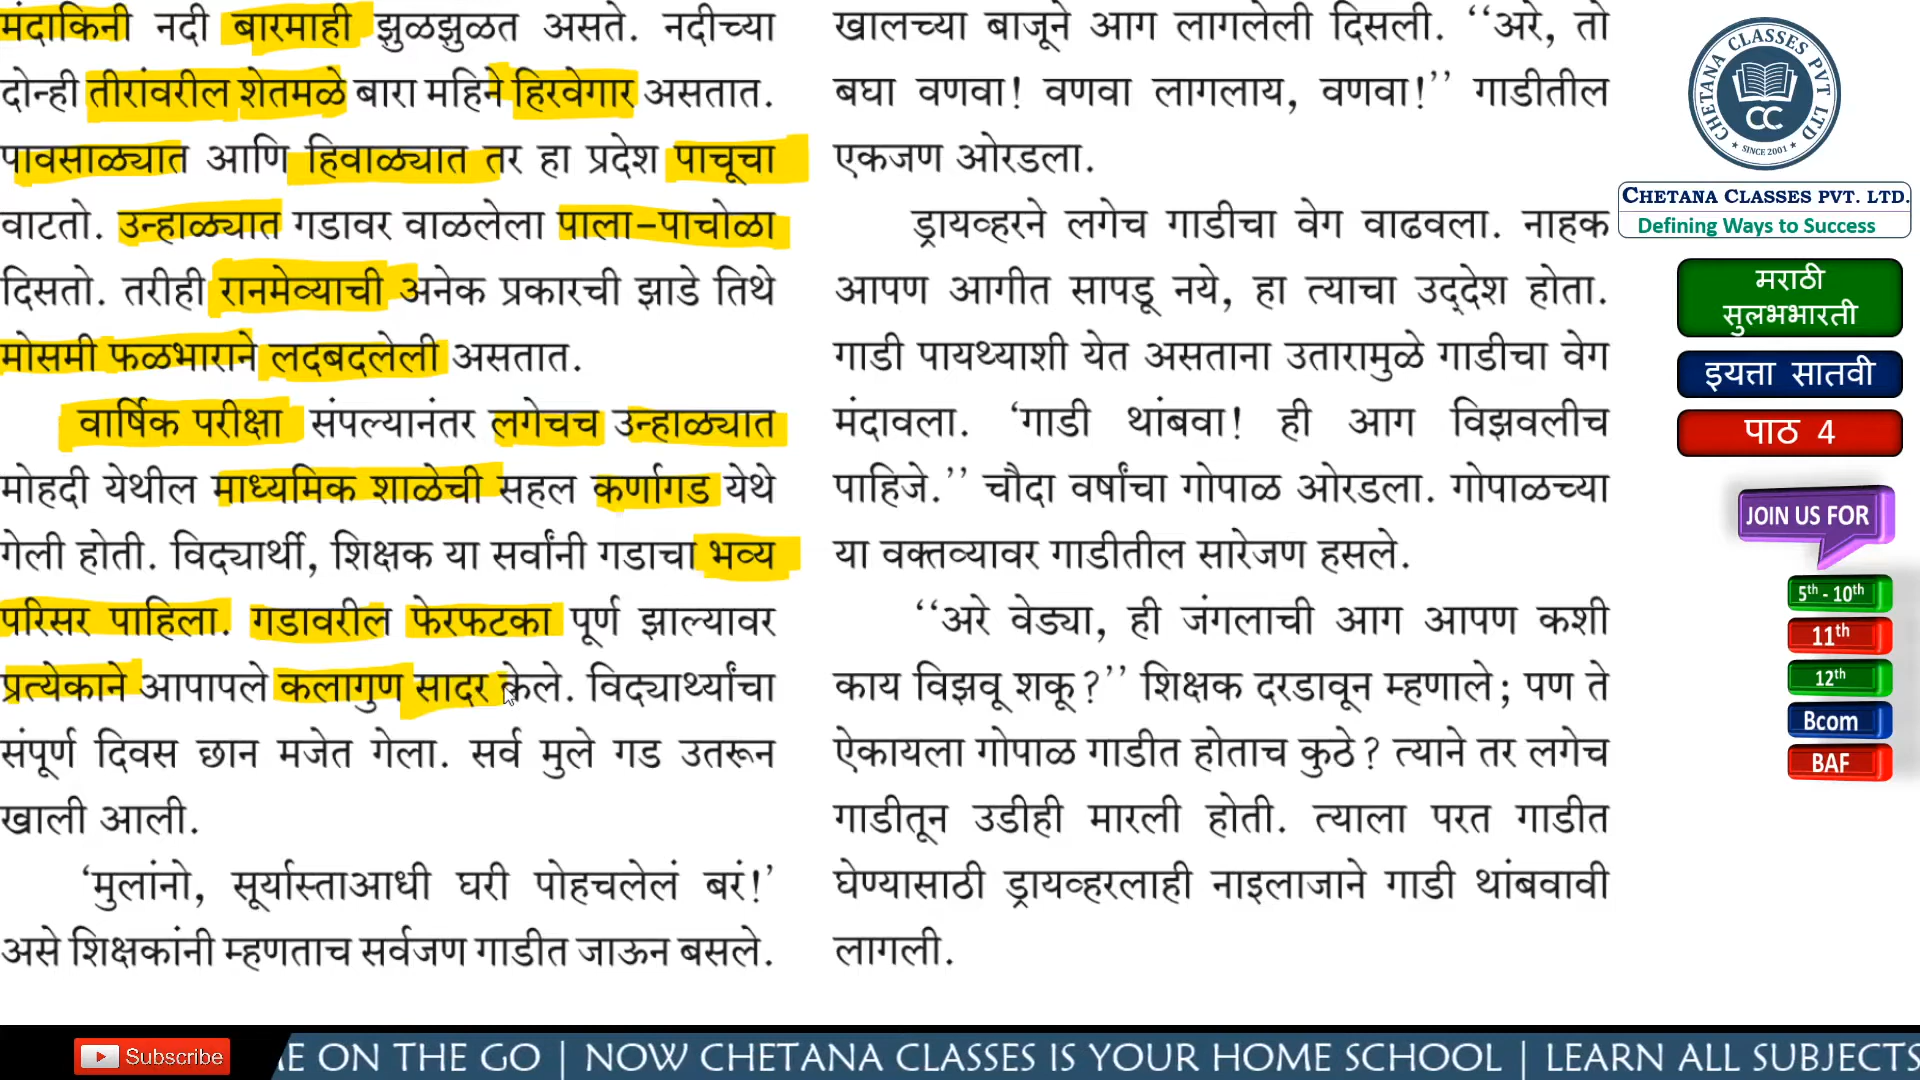 मंदाकिनी नदी बारमाही झुळझुळत असते. नदीच्या
दोन्ही तीरांवरील शेतमळे बारा महिने हिरवेगार असतात.
पावसाळ्यात आणि हिवाळ्यात तर हा प्रदेश पाचूचा
वाटतो. उन्हाळ्यात गडावर वाळलेला पाला–पाचोळा
दिसतो. तरीही रानमेव्याची अनेक प्रकारची झाडे तिथे
मोसमी फळभाराने लदबदलेली असतात.
वार्षिक परीक्षा संपल्यानंतर लगेचच उन्हाळ्यात
मोहदी येथील माध्यमिक शाळेची सहल कर्णागड येथे
गेली होती. विद्यार्थी, शिक्षक या सर्वांनी गडाचा भव्य
परिसर पाहिला. गडावरील फेरफटका पूर्ण झाल्यावर
प्रत्येकाने आपापले कलागुण सादर केले. विद्यार्थ्यांचा
संपूर्ण दिवस छान मजेत गेला. सर्व मुले गड उतरून
खाली आली.
‘मुलांनो, सूर्यास्ताआधी घरी पोहचलेलं बरं!’
असे शिक्षकांनी म्हणताच सर्वजण गाडीत जाऊन बसले.
खालच्या बाजूने आग लागलेली दिसली. ‘‘अरे, तो
बघा वणवा! वणवा लागलाय, वणवा!’’ गाडीतील
एकजण ओरडला.
ड्रायव्हरने लगेच गाडीचा वेग वाढवला. नाहक
आपण आगीत सापडू नये, हा त्याचा उद्‌देश होता.
गाडी पायथ्याशी येत असताना उतारामुळे गाडीचा वेग
मंदावला. ‘गाडी थांबवा! ही आग विझवलीच
पाहिजे.’’ चौदा वर्षांचा गोपाळ ओरडला. गोपाळच्या
या वक्तव्यावर गाडीतील सारेजण हसले.
‘‘अरे वेड्या, ही जंगलाची आग आपण कशी
काय विझवू शकू?’’ शिक्षक दरडावून म्हणाले; पण ते
ऐकायला गोपाळ गाडीत होताच कुठे? त्याने तर लगेच
गाडीतून उडीही मारली होती. त्याला परत गाडीत
घेण्यासाठी ड्रायव्हरलाही नाइलाजाने गाडी थांबवावी
लागली.
CHETANA CLASSES PVT LTD
CC
★ SINCE 2001 ★
CHETANA CLASSES PVT. LTD.
Defining Ways to Success
मराठी
सुलभभारती
इयत्ता सातवी
पाठ 4
JOIN US FOR
5th - 10th
11th
12th
Bcom
BAF
Subscribe
E ON THE GO | NOW CHETANA CLASSES IS YOUR HOME SCHOOL | LEARN ALL SUBJECTS